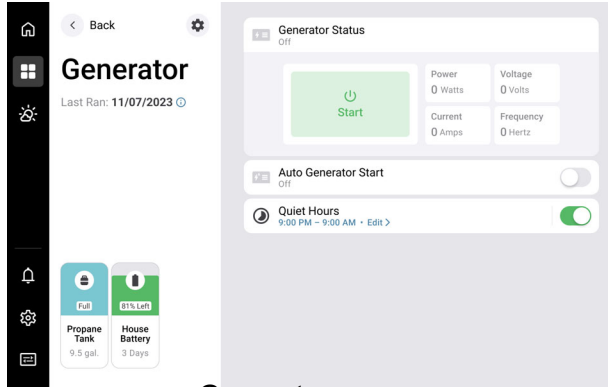 Back
Generator
Last Ran: 11/07/2023
Full
Propane
Tank
9.5 gal.
81% Left
House
Battery
3 Days
Generator Status
Off
Start
Power
0 Watts
Voltage
0 Volts
Current
0 Amps
Frequency
0 Hertz
Auto Generator Start
Off
Quiet Hours
9:00 PM – 9:00 AM • Edit >